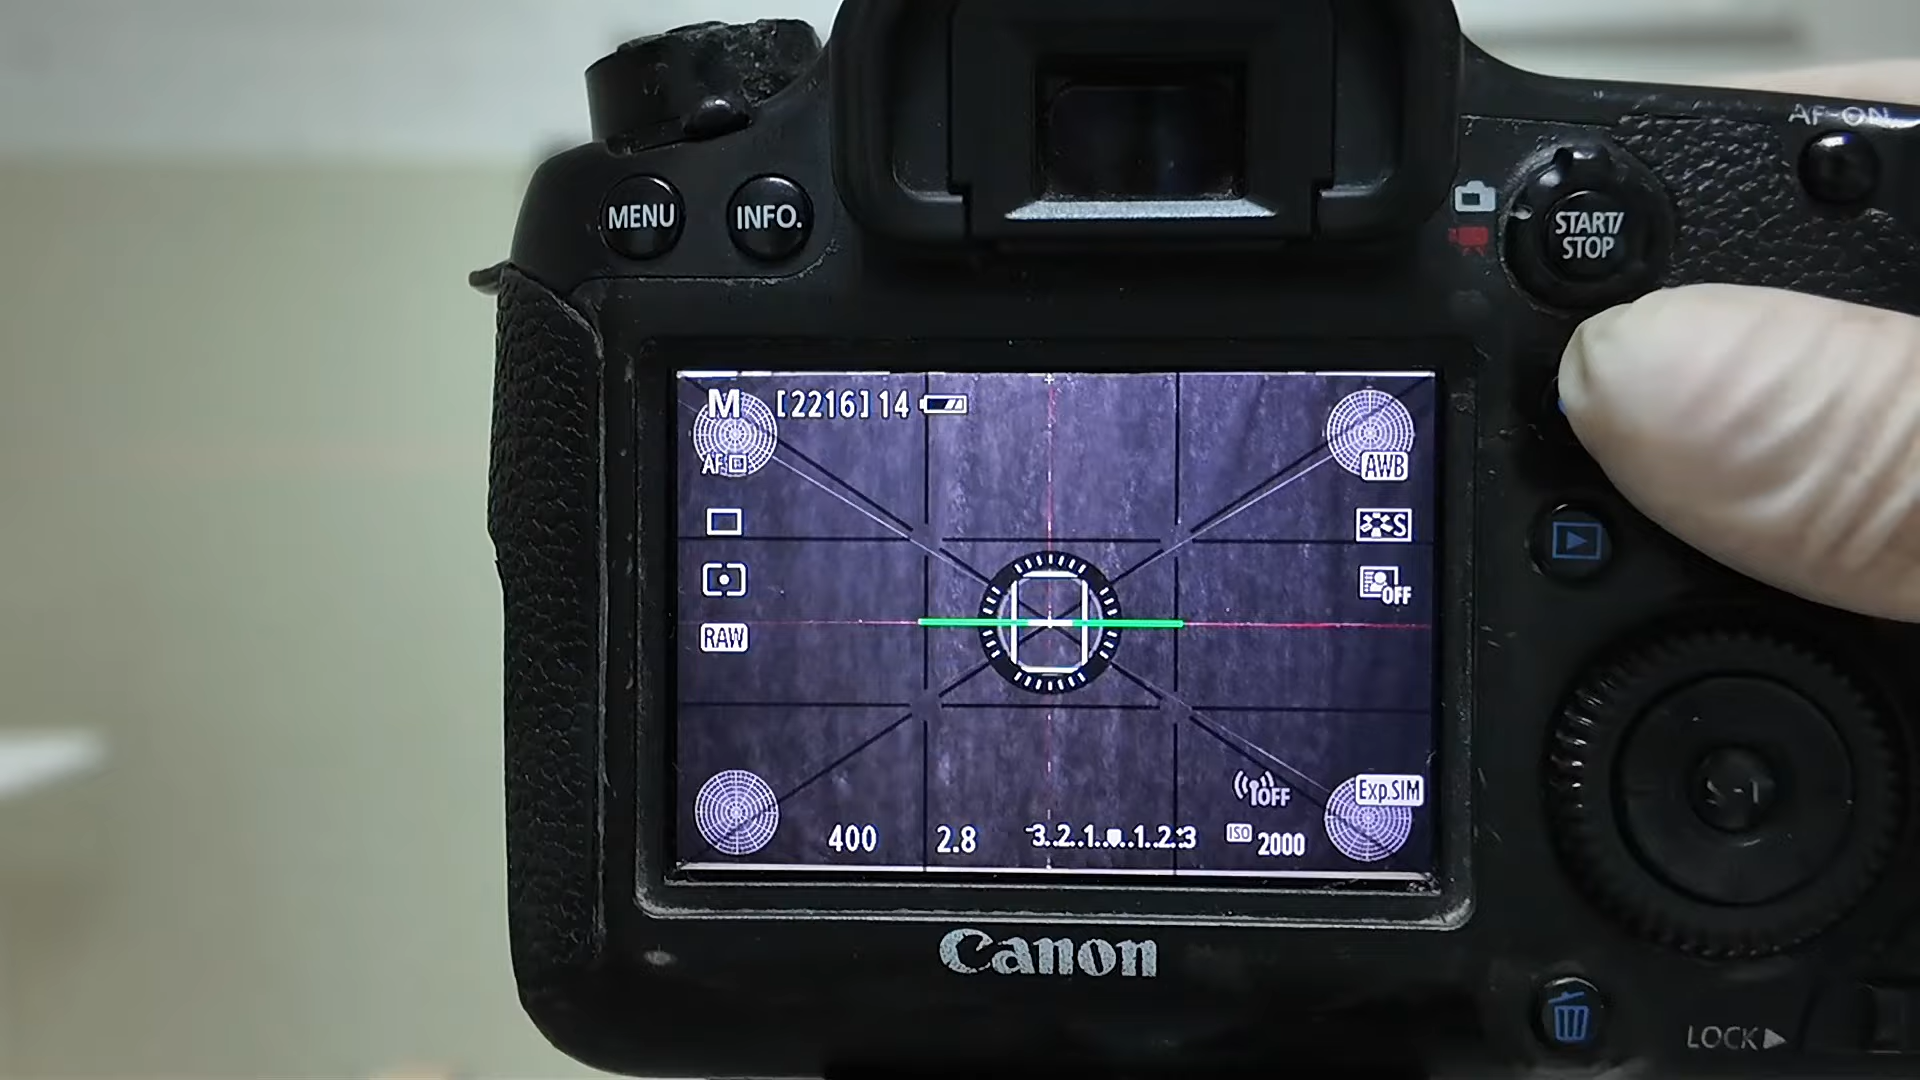 AF-ON
MENU
INFO.
START/
STOP
M [2216] 14
AF
AWB
S
OFF
RAW
OFF
Exp.SIM
400 2.8 -3..2..1....1..2..+3 ISO 2000
Canon
LOCK▶